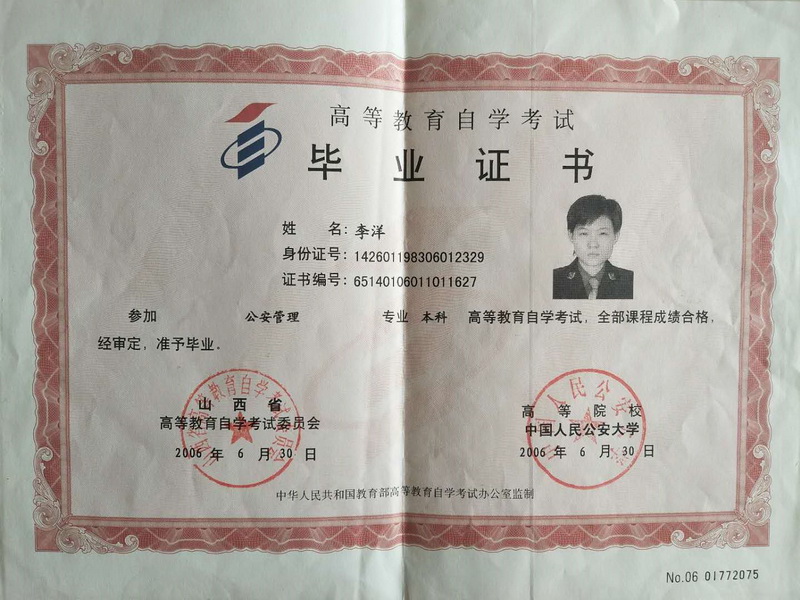 高等教育自学考试
毕业证书
姓 名：李洋
身份证号：142601198306012329
证书编号：65140106011011627
参加 公安管理 专业 本科 高等教育自学考试，全部课程成绩合格，
经审定，准予毕业。
山西省
高等教育自学考试委员会
2006 年 6 月 30 日
高等院校
中国人民公安大学
2006 年 6 月 30 日
中华人民共和国教育部高等教育自学考试办公室监制
No.06 01772075